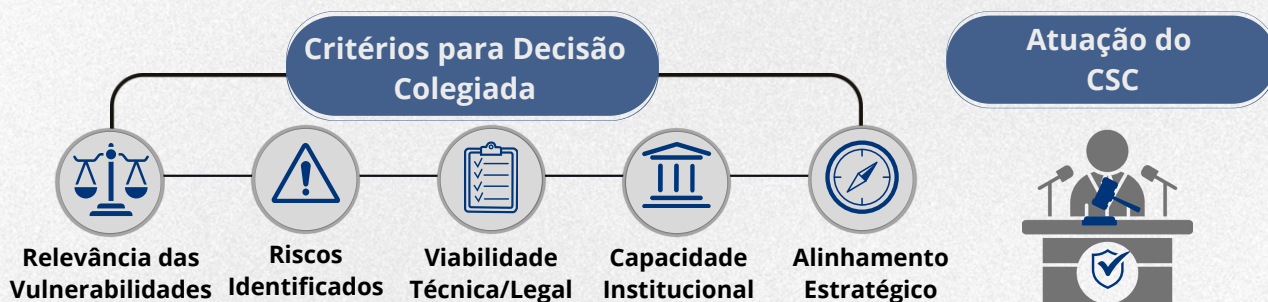 Critérios para Decisão
Colegiada
Atuação do
CSC
Relevância das
Vulnerabilidades
Riscos
Identificados
Viabilidade
Técnica/Legal
Capacidade
Institucional
Alinhamento
Estratégico